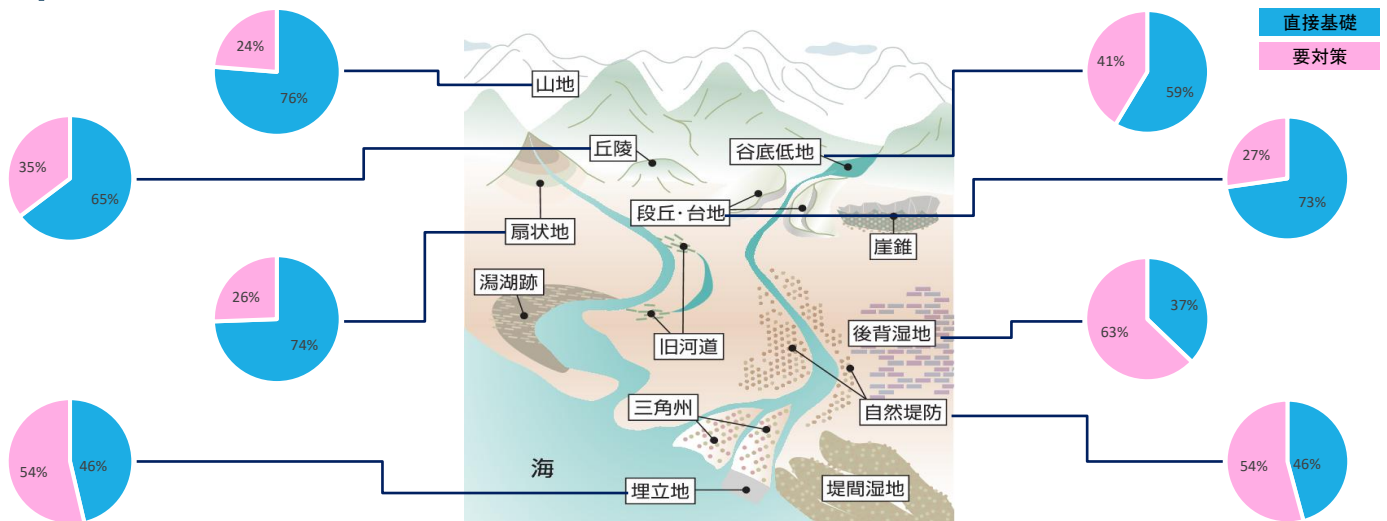 直接基礎
要対策
24%
76%
山地
41%
59%
35%
65%
丘陵
谷底低地
27%
73%
段丘・台地
扇状地
崖錐
26%
74%
潟湖跡
旧河道
後背湿地
37%
63%
三角州
自然堤防
54%
46%
海
埋立地
堤間湿地
54%
46%